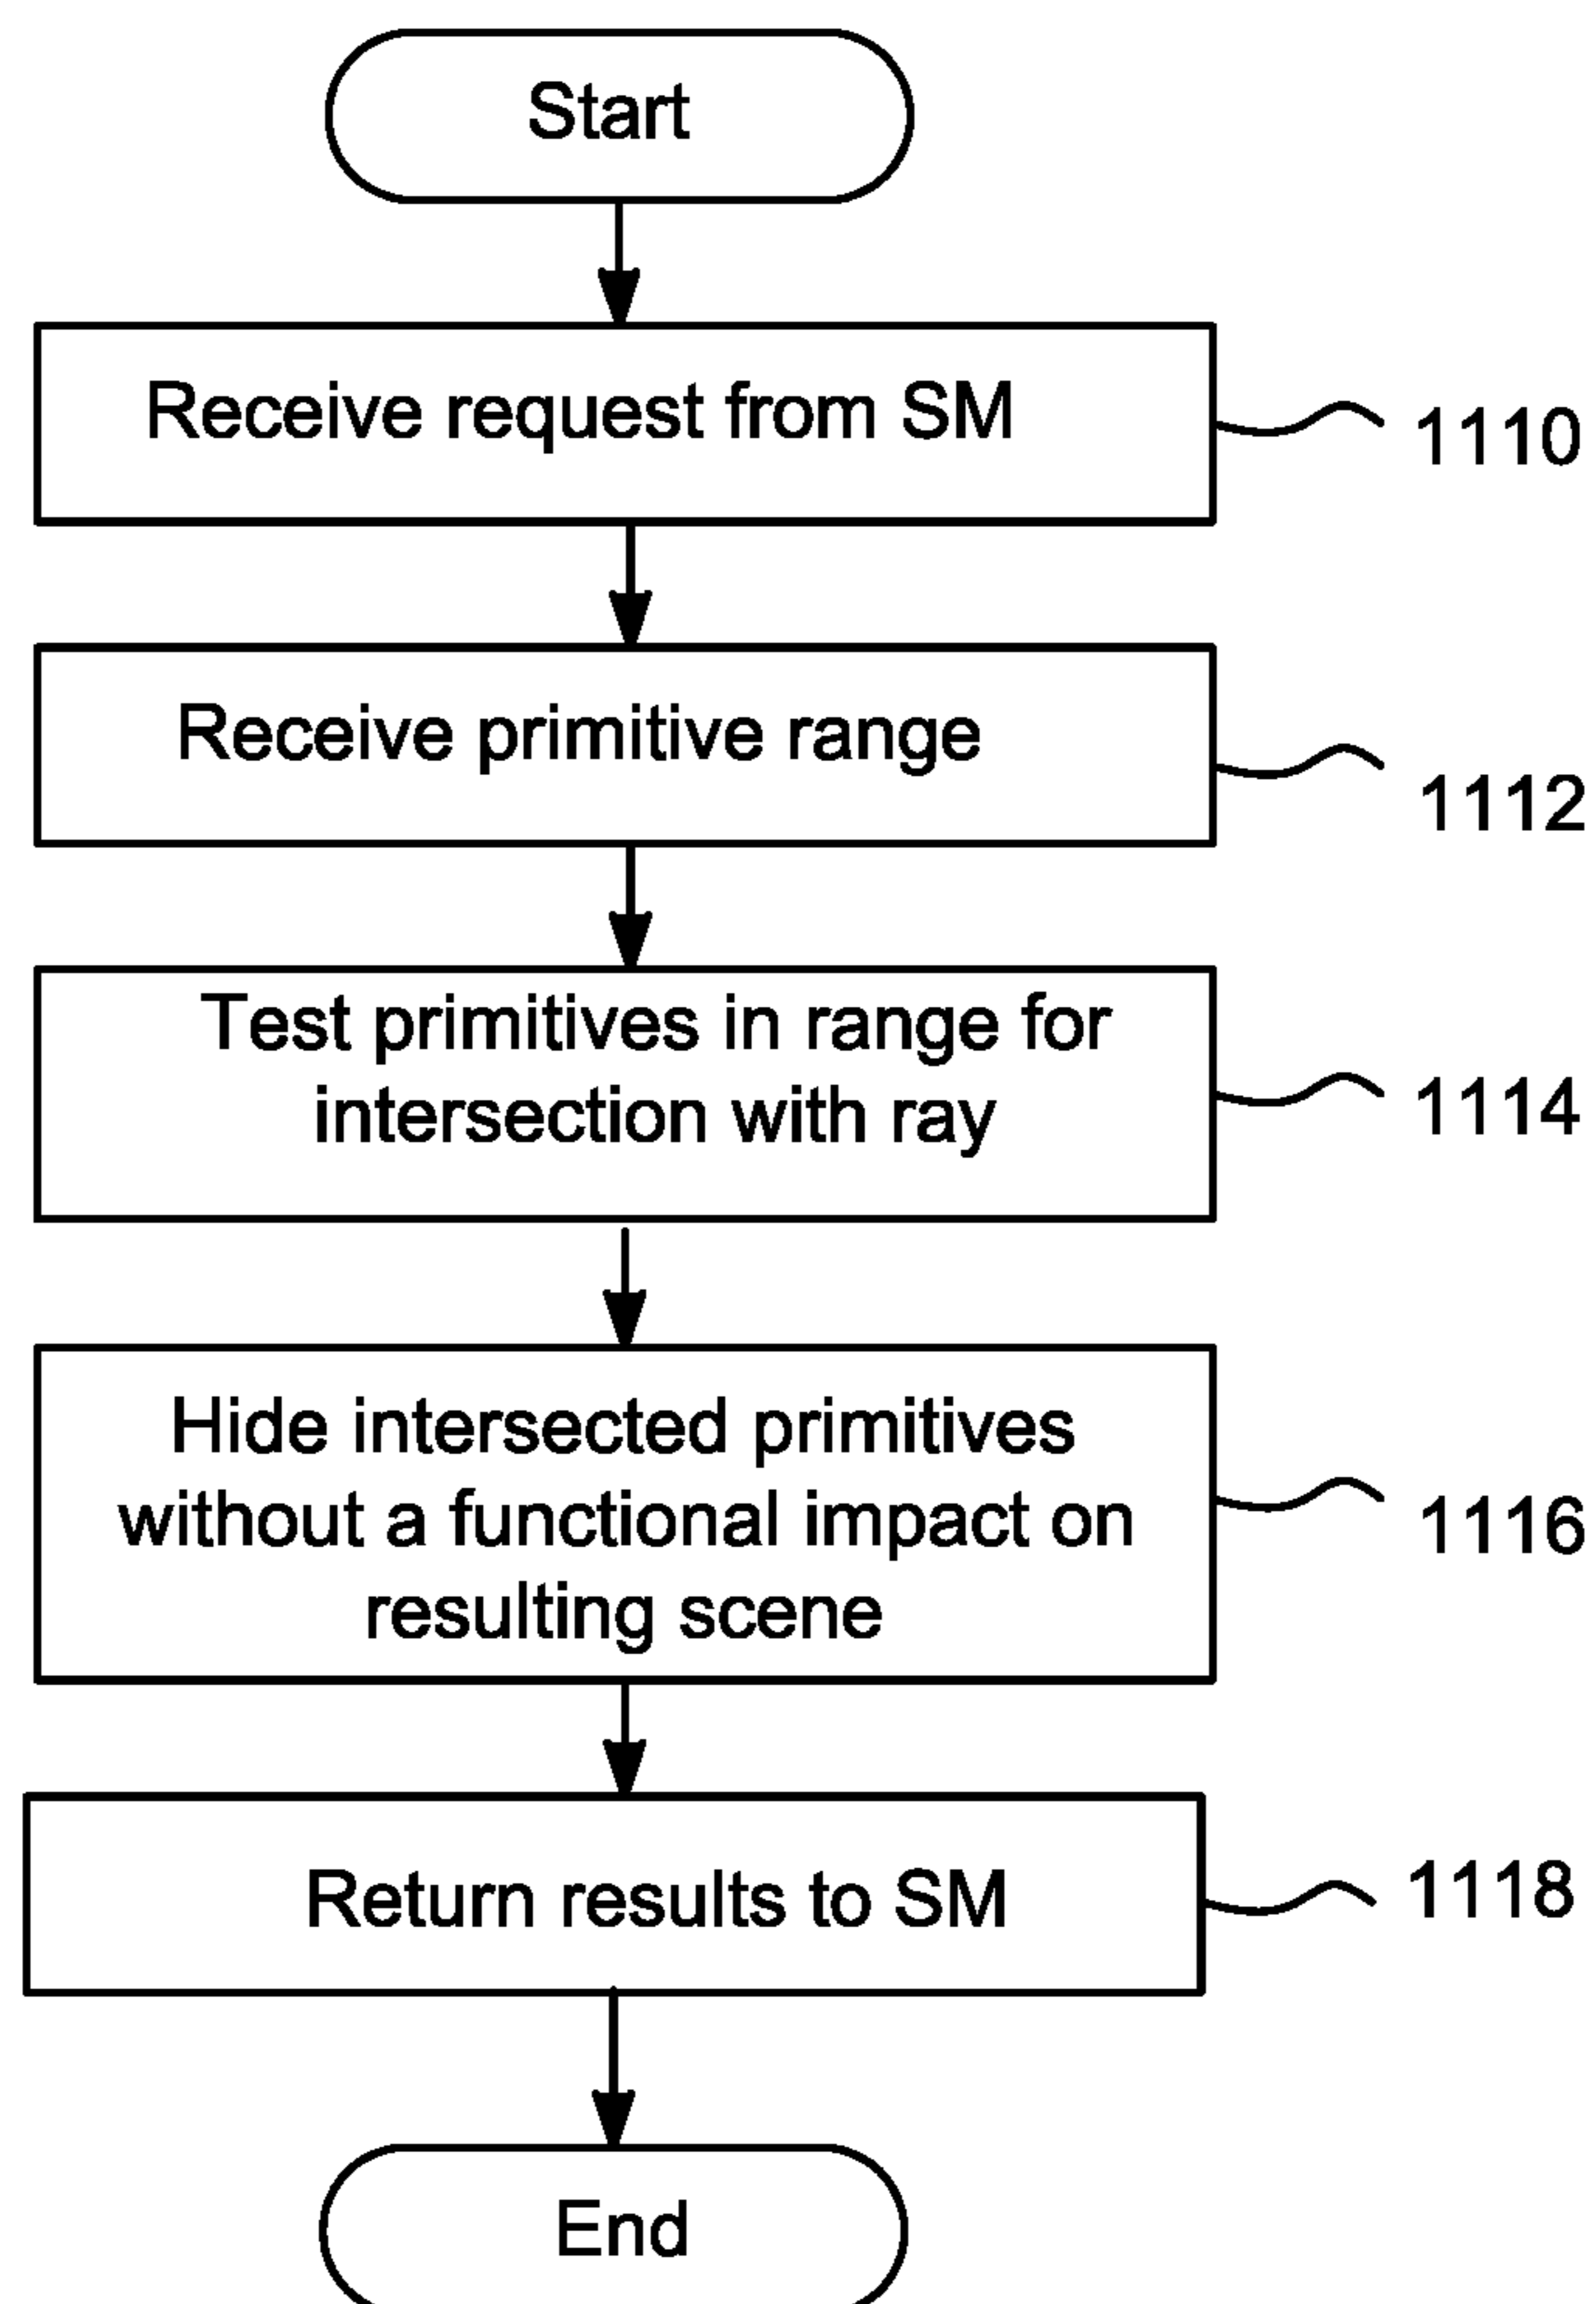 Start
Receive request from SM
1110
Receive primitive range
1112
Test primitives in range for
intersection with ray
1114
Hide intersected primitives
without a functional impact on
resulting scene
1116
Return results to SM
1118
End